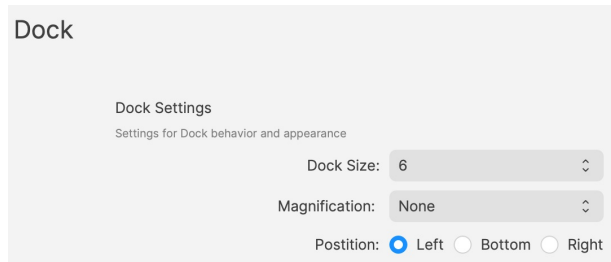 Dock
Dock Settings
Settings for Dock behavior and appearance
Dock Size: 6
Magnification: None
Postition: Left Bottom Right